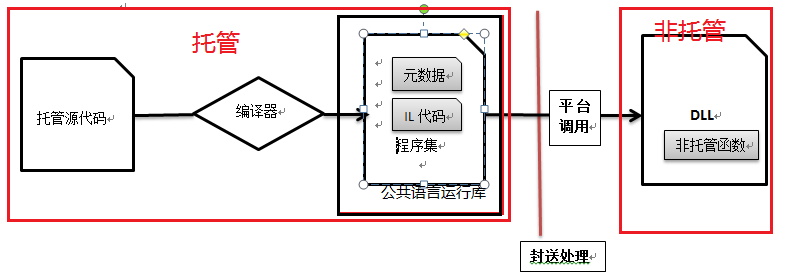 托管
非托管
托管源代码
编译器
元数据
IL 代码
程序集
公共语言运行库
平台
调用
DLL
非托管函数
封送处理